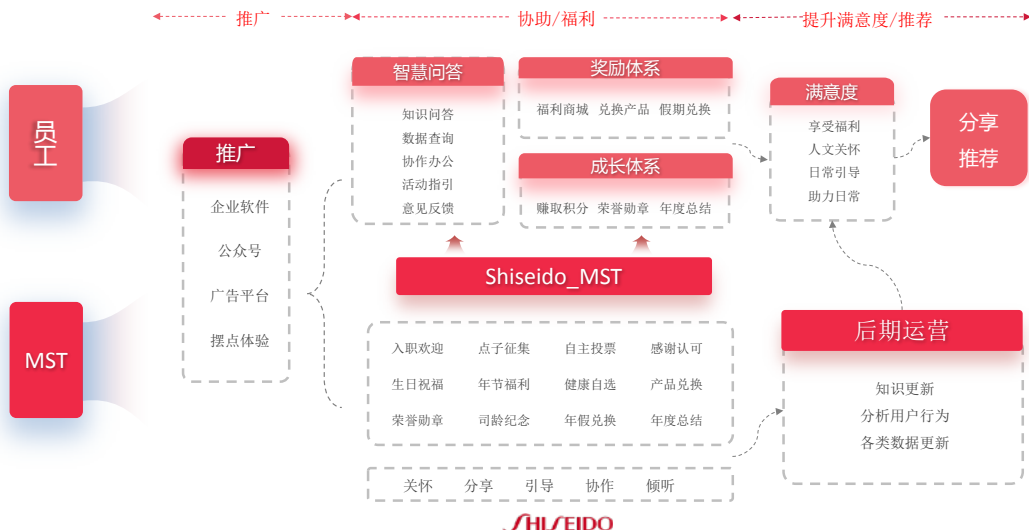 推广
协助/福利
提升满意度/推荐
员工
MST
推广
企业软件
公众号
广告平台
摆点体验
智慧问答
知识问答
数据查询
协作办公
活动指引
意见反馈
奖励体系
福利商城 兑换产品 假期兑换
成长体系
赚取积分 荣誉勋章 年度总结
Shiseido_MST
入职欢迎 点子征集 自主投票 感谢认可
生日祝福 年节福利 健康自选 产品兑换
荣誉勋章 司龄纪念 年假兑换 年度总结
关怀 分享 引导 协作 倾听
满意度
享受福利
人文关怀
日常引导
助力日常
分享
推荐
后期运营
知识更新
分析用户行为
各类数据更新
SHISEIDO